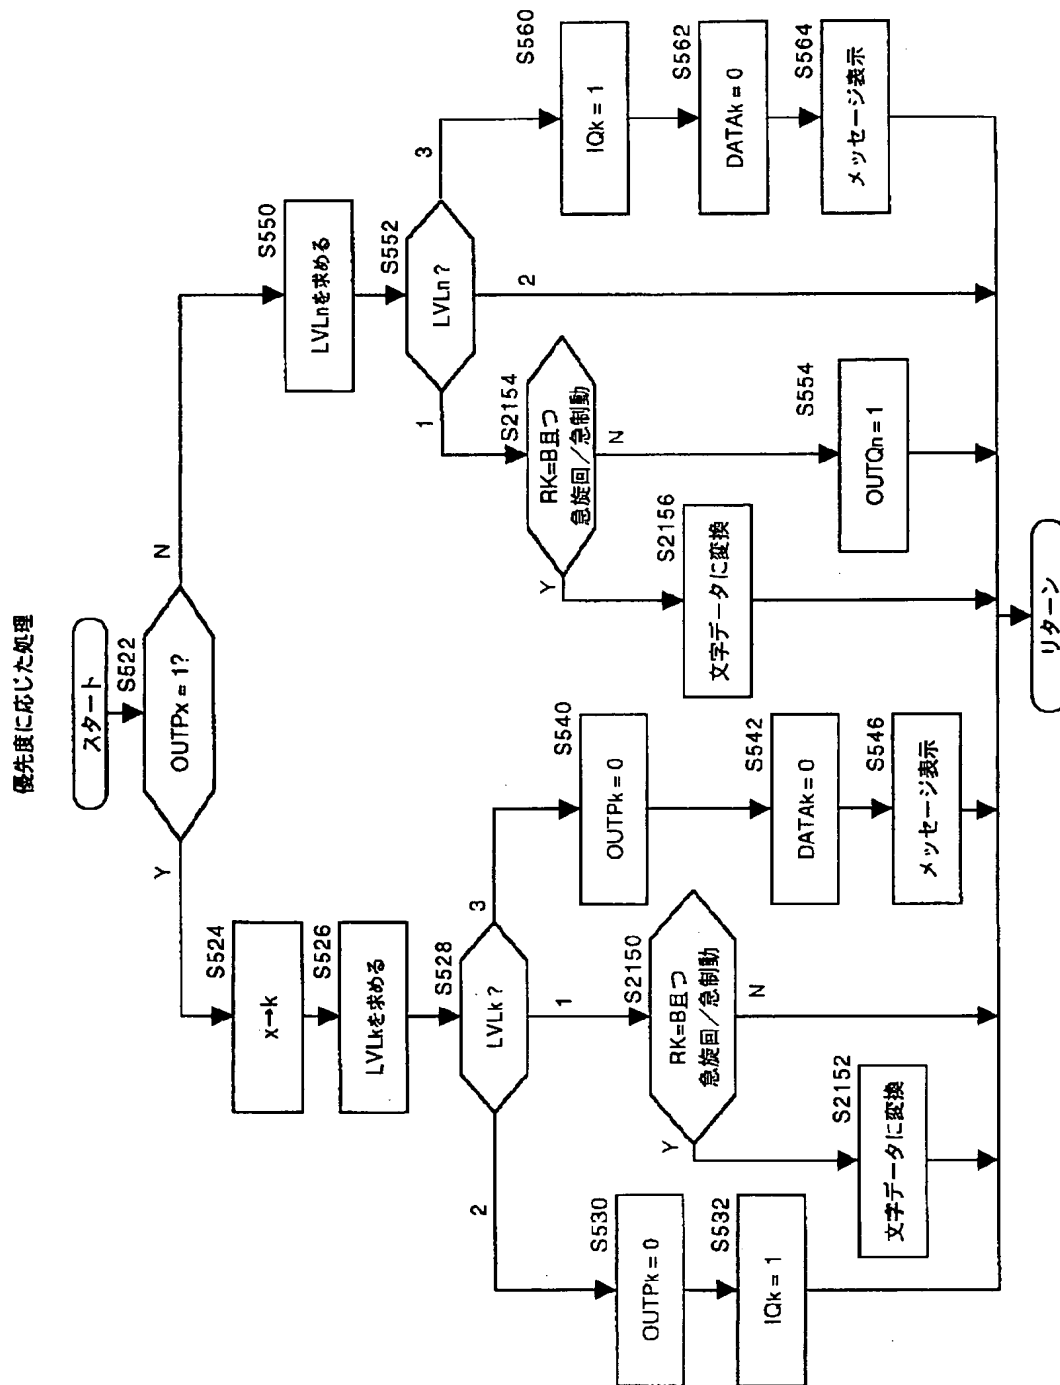 優先度に応じた処理
スタート
S522
OUTPx = 1?
Y
N
S524
x→k
S526
LVLkを求める
S528
LVLk ?
2
1
3
S530
OUTPk = 0
S532
IQk = 1
S2150
RK=B且つ
急旋回／急制動
Y
N
S2152
文字データに変換
S540
OUTPk = 0
S542
DATAk = 0
S546
メッセージ表示
S550
LVLnを求める
S552
LVLn ?
1
2
3
S2154
RK=B且つ
急旋回／急制動
Y
N
S2156
文字データに変換
S554
OUTQn = 1
S560
IQk = 1
S562
DATAk = 0
S564
メッセージ表示
リターン